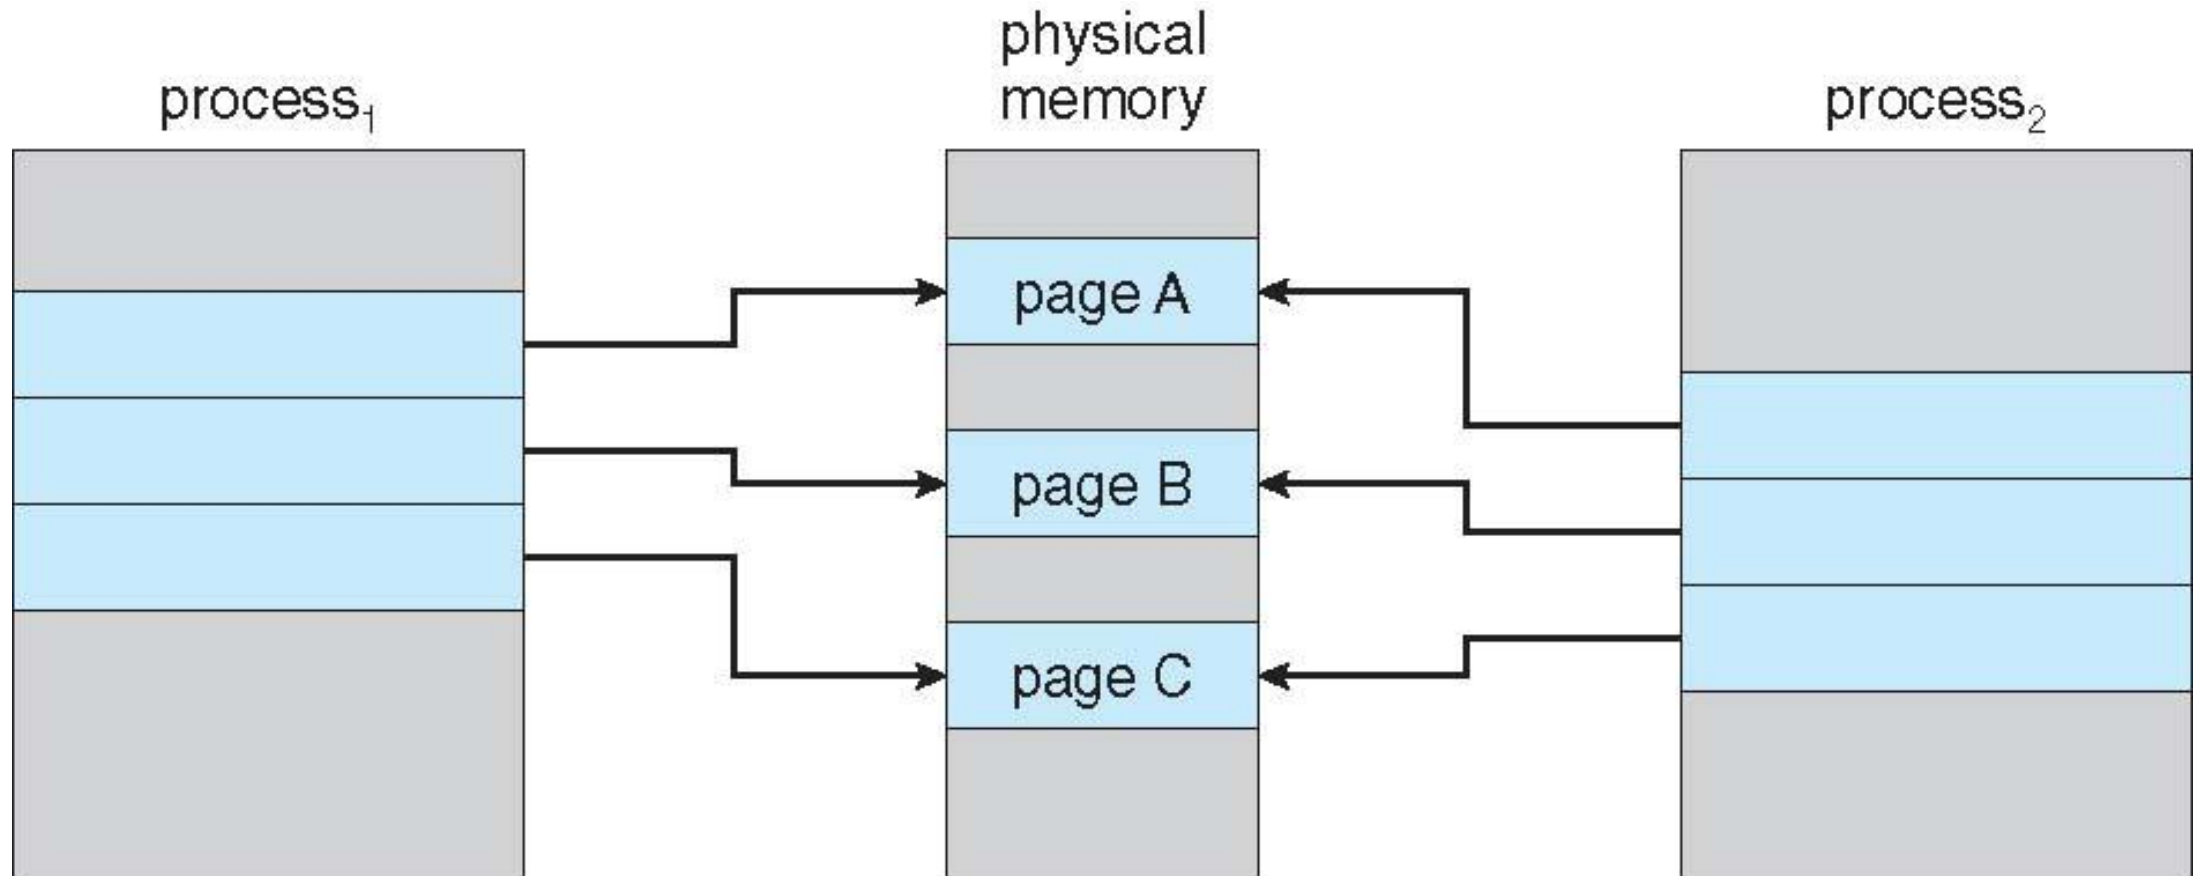 process₁
physical
memory
process₂
page A
page B
page C